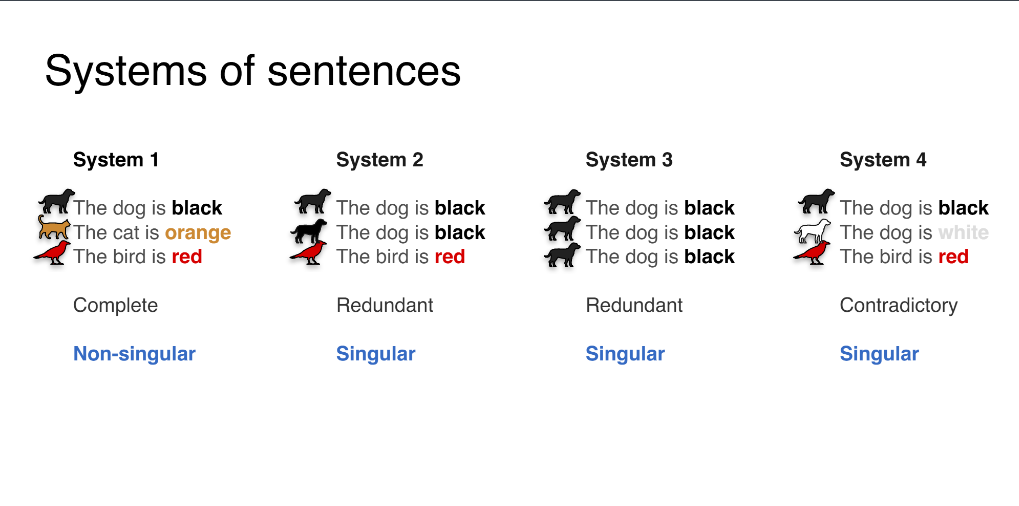 Systems of sentences
System 1
The dog is black
The cat is orange
The bird is red
Complete
Non-singular
System 2
The dog is black
The dog is black
The bird is red
Redundant
Singular
System 3
The dog is black
The dog is black
The dog is black
Redundant
Singular
System 4
The dog is black
The dog is white
The bird is red
Contradictory
Singular